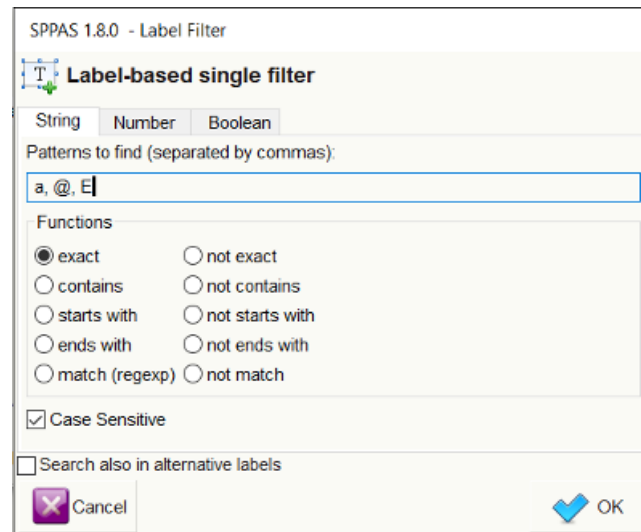 SPPAS 1.8.0 - Label Filter
T Label-based single filter
String Number Boolean
Patterns to find (separated by commas):
a, @, E
Functions
exact not exact
contains not contains
starts with not starts with
ends with not ends with
match (regexp) not match
Case Sensitive
Search also in alternative labels
Cancel OK